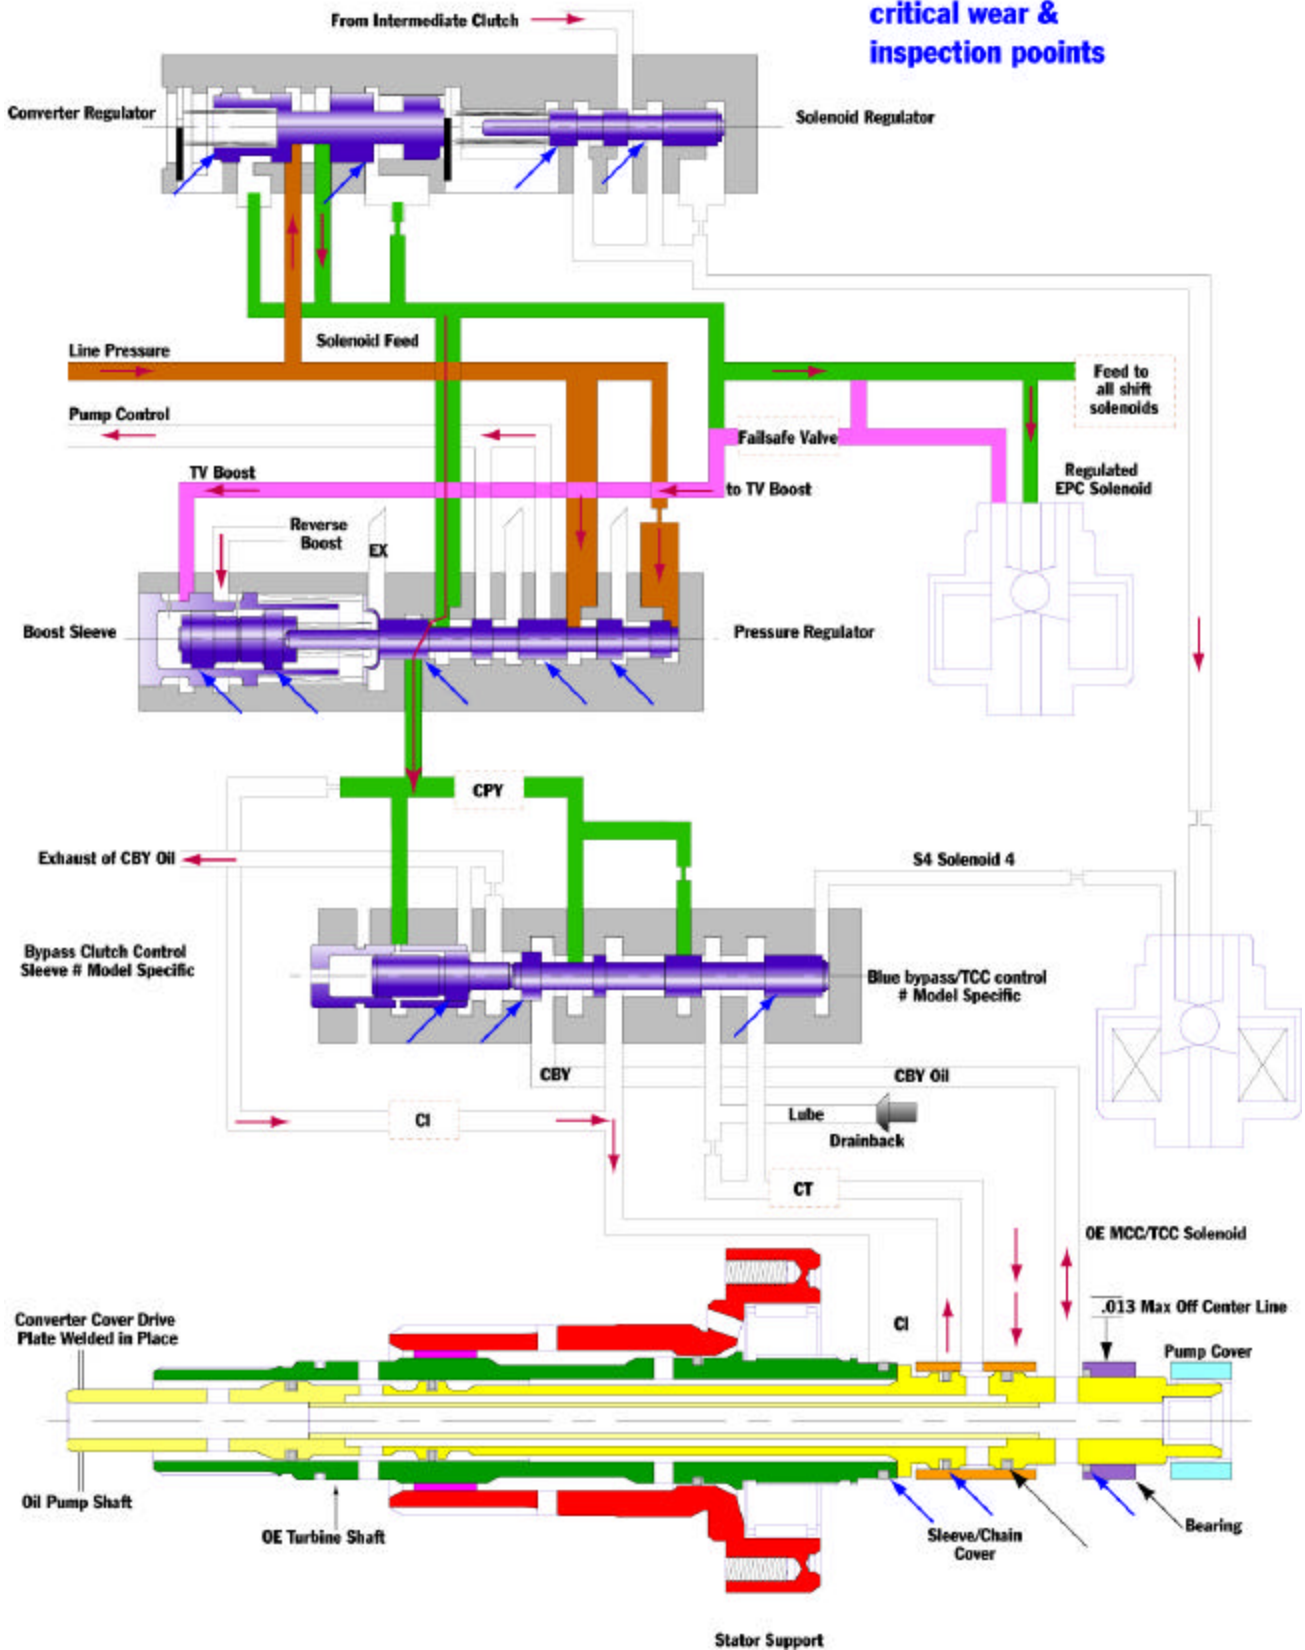 critical wear &
inspection pooints
From Intermediate Clutch
Converter Regulator
Solenoid Regulator
Solenoid Feed
Line Pressure
Feed to
all shift
solenoids
Pump Control
Failsafe Valve
TV Boost
to TV Boost
Regulated
EPC Solenoid
Reverse
Boost
EX
Boost Sleeve
Pressure Regulator
CPY
Exhaust of CBY Oil
S4 Solenoid 4
Bypass Clutch Control
Sleeve # Model Specific
Blue bypass/TCC control
# Model Specific
CBY
CBY Oil
Lube
Drainback
CI
CT
OE MCC/TCC Solenoid
.013 Max Off Center Line
Converter Cover Drive
Plate Welded in Place
CI
Pump Cover
Oil Pump Shaft
OE Turbine Shaft
Sleeve/Chain
Cover
Bearing
Stator Support